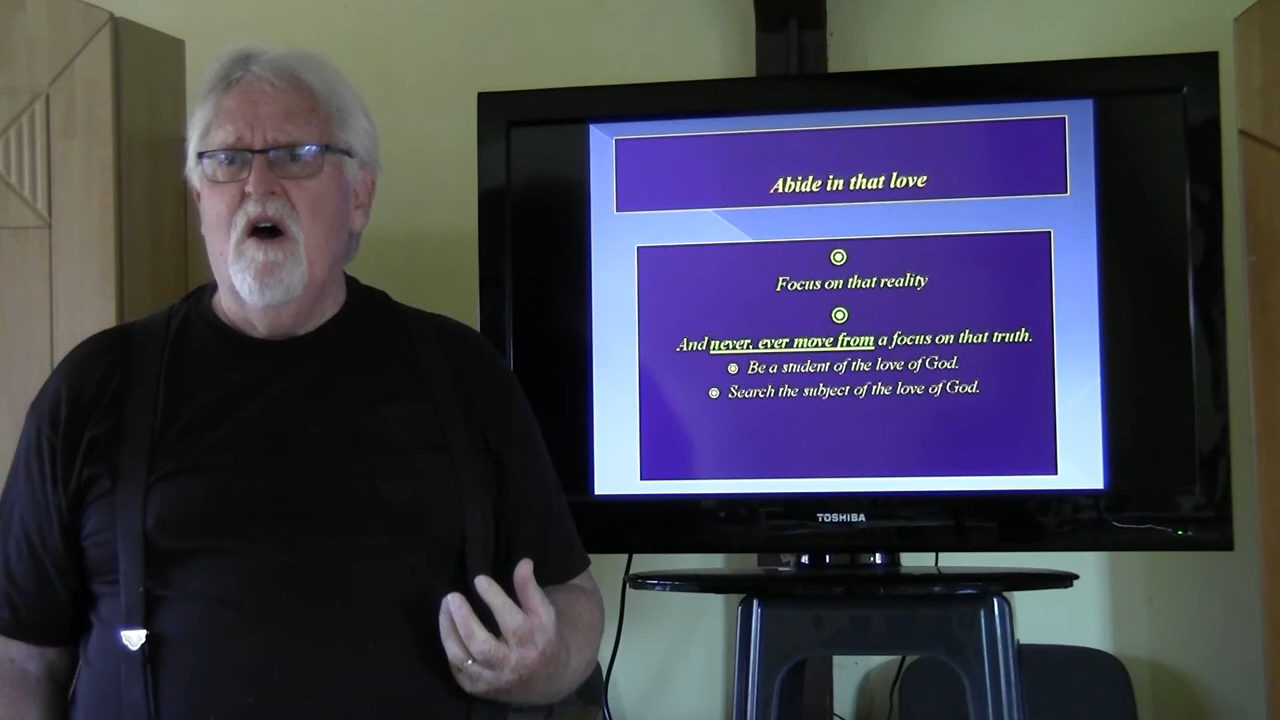 Abide in that love
Focus on that reality
And never, ever move from a focus on that truth.
Be a student of the love of God.
Search the subject of the love of God.
TOSHIBA